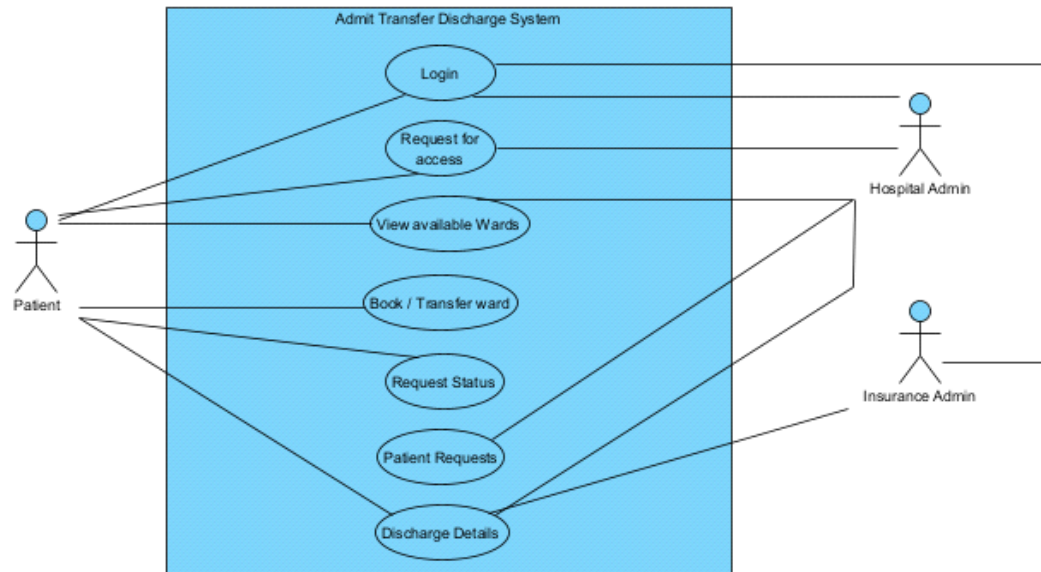 Admit Transfer Discharge System
Login
Request for
access
Hospital Admin
View available Wards
Patient
Book / Transfer ward
Request Status
Insurance Admin
Patient Requests
Discharge Details